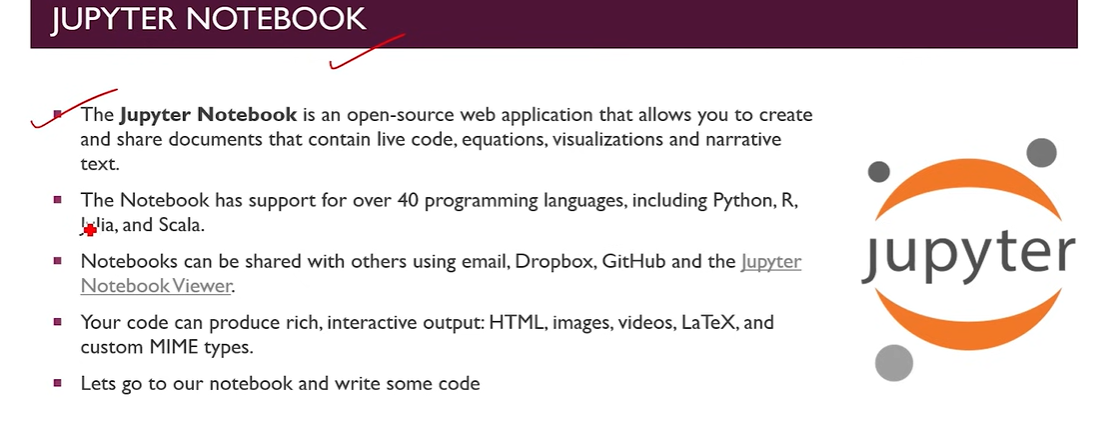 JUPYTER NOTEBOOK
The Jupyter Notebook is an open-source web application that allows you to create
and share documents that contain live code, equations, visualizations and narrative
text.
The Notebook has support for over 40 programming languages, including Python, R,
Julia, and Scala.
Notebooks can be shared with others using email, Dropbox, GitHub and the Jupyter
Notebook Viewer.
Your code can produce rich, interactive output: HTML, images, videos, LaTeX, and
custom MIME types.
Lets go to our notebook and write some code
jupyter